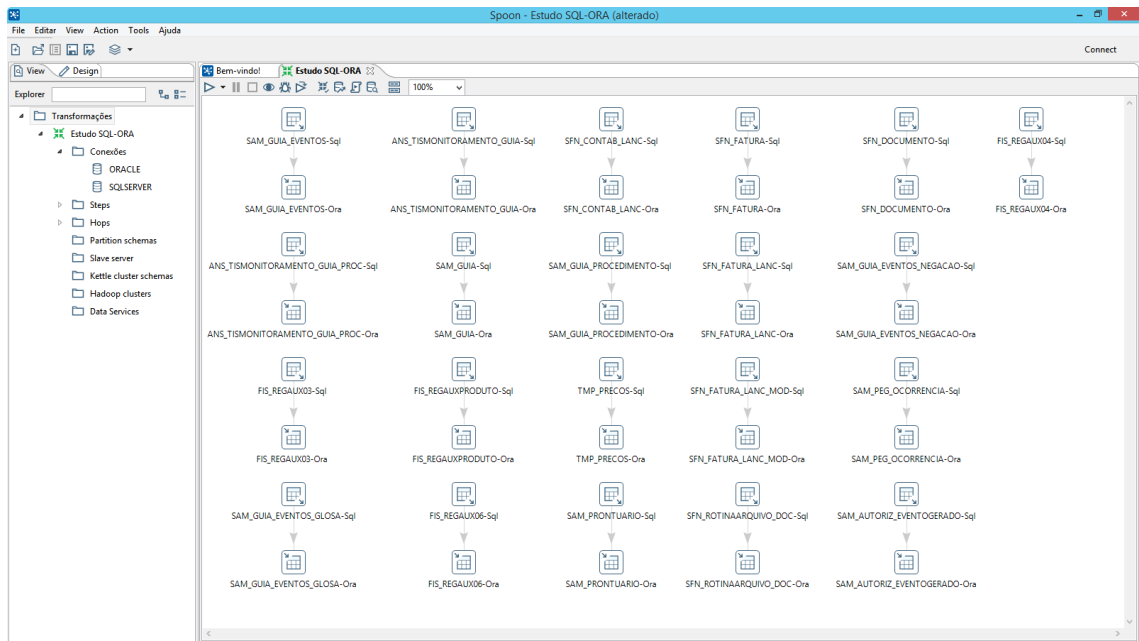 Spoon - Estudo SQL-ORA (alterado)
File Editar View Action Tools Ajuda
Connect
View Design
Bem-vindo! Estudo SQL-ORA
Explorer
100%
Transformações
Estudo SQL-ORA
Conexões
ORACLE
SQLSERVER
Steps
Hops
Partition schemas
Slave server
Kettle cluster schemas
Hadoop clusters
Data Services
SAM_GUIA_EVENTOS-Sql ANS_TISMONITORAMENTO_GUIA-Sql SFN_CONTAB_LANC-Sql SFN_FATURA-Sql SFN_DOCUMENTO-Sql FIS_REGAUX04-Sql
SAM_GUIA_EVENTOS-Ora ANS_TISMONITORAMENTO_GUIA-Ora SFN_CONTAB_LANC-Ora SFN_FATURA-Ora SFN_DOCUMENTO-Ora FIS_REGAUX04-Ora
ANS_TISMONITORAMENTO_GUIA_PROC-Sql SAM_GUIA-Sql SAM_GUIA_PROCEDIMENTO-Sql SFN_FATURA_LANC-Sql SAM_GUIA_EVENTOS_NEGACAO-Sql
ANS_TISMONITORAMENTO_GUIA_PROC-Ora SAM_GUIA-Ora SAM_GUIA_PROCEDIMENTO-Ora SFN_FATURA_LANC-Ora SAM_GUIA_EVENTOS_NEGACAO-Ora
FIS_REGAUX03-Sql FIS_REGAUXPRODUTO-Sql TMP_PRECOS-Sql SFN_FATURA_LANC_MOD-Sql SAM_PEG_OCORRENCIA-Sql
FIS_REGAUX03-Ora FIS_REGAUXPRODUTO-Ora TMP_PRECOS-Ora SFN_FATURA_LANC_MOD-Ora SAM_PEG_OCORRENCIA-Ora
SAM_GUIA_EVENTOS_GLOSA-Sql FIS_REGAUX06-Sql SAM_PRONTUARIO-Sql SFN_ROTINAARQUIVO_DOC-Sql SAM_AUTORIZ_EVENTOGERADO-Sql
SAM_GUIA_EVENTOS_GLOSA-Ora FIS_REGAUX06-Ora SAM_PRONTUARIO-Ora SFN_ROTINAARQUIVO_DOC-Ora SAM_AUTORIZ_EVENTOGERADO-Ora